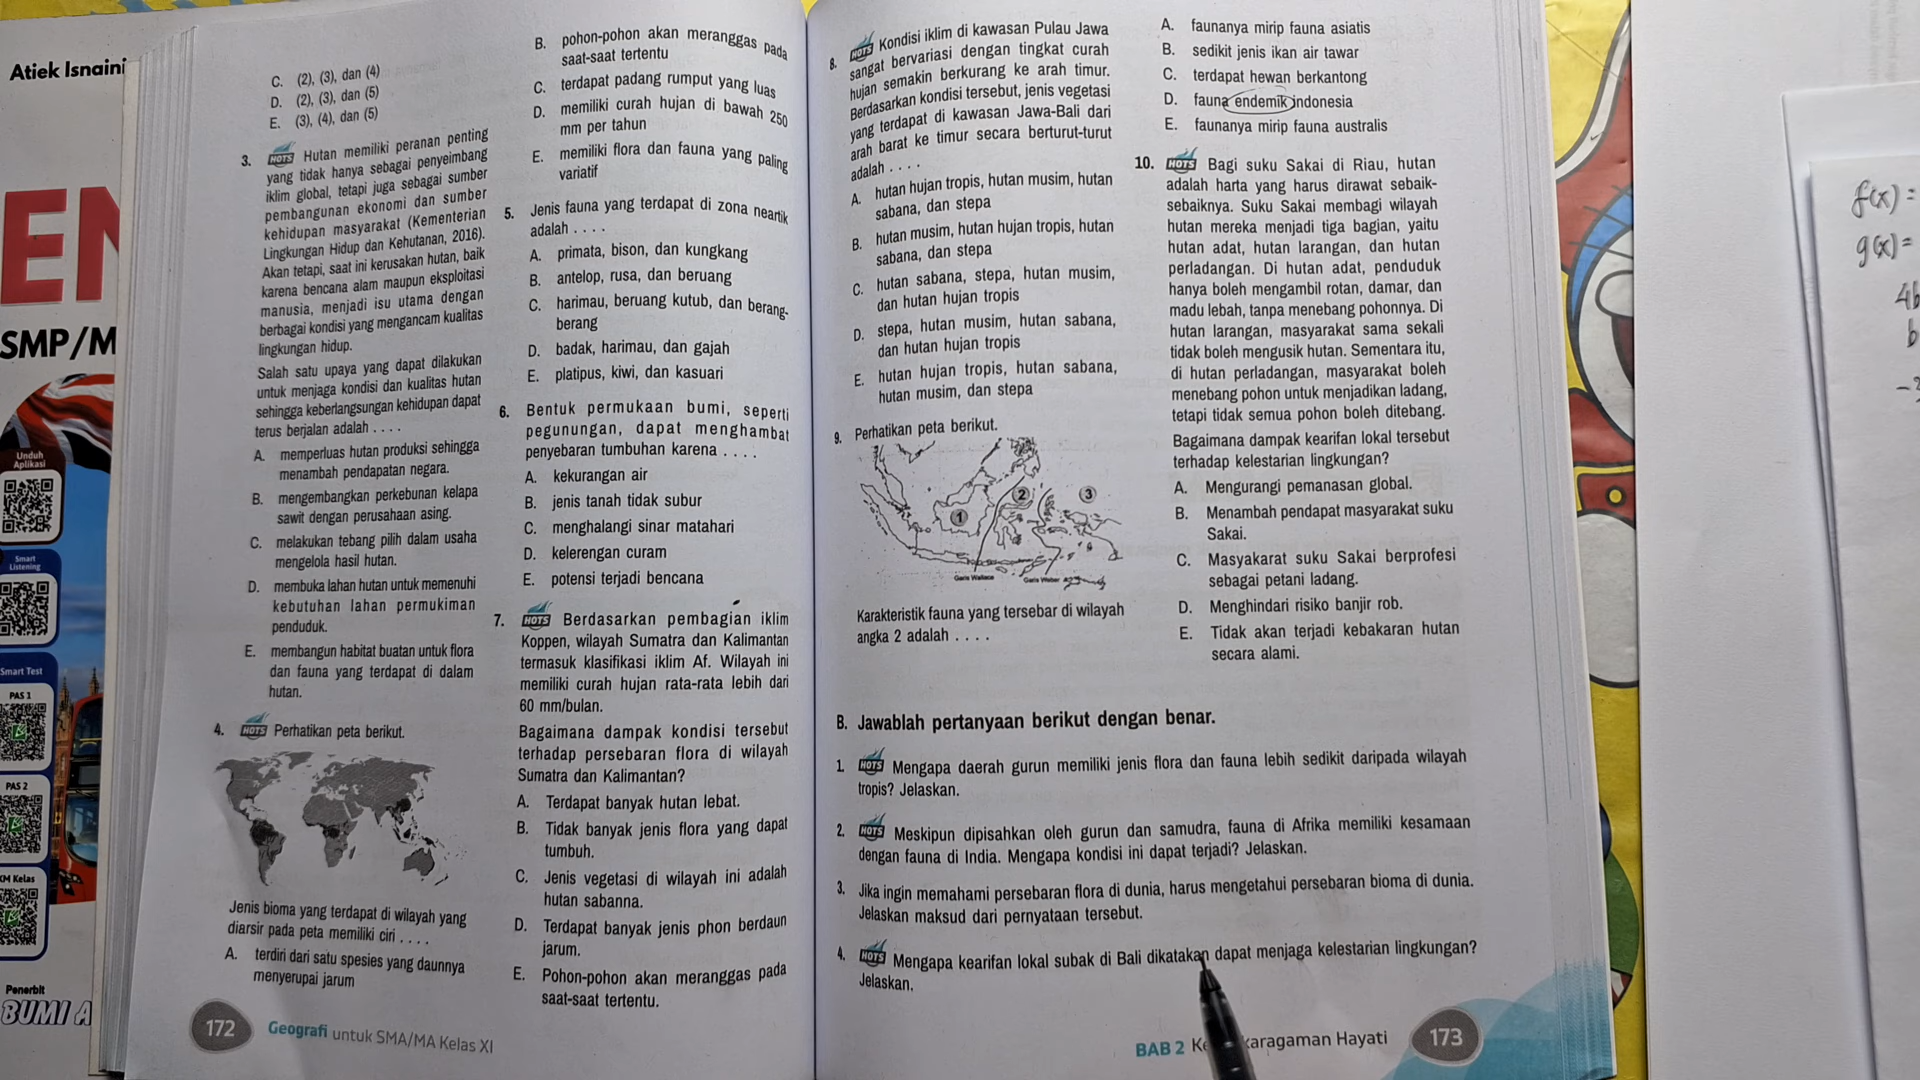 Atiek Isnaini
EN
SMP/M
Unduh
Aplikasi
Smart
Listening
Smart Test
PAS 1
PAS 2
KM Kelas
Penerbit
BUMI A
C. (2), (3), dan (4)
D. (2), (3), dan (5)
E. (3), (4), dan (5)
3. HOTS Hutan memiliki peranan penting
yang tidak hanya sebagai penyeimbang
iklim global, tetapi juga sebagai sumber
pembangunan ekonomi dan sumber
kehidupan masyarakat (Kementerian
Lingkungan Hidup dan Kehutanan, 2016).
Akan tetapi, saat ini kerusakan hutan, baik
karena bencana alam maupun eksploitasi
manusia, menjadi isu utama dengan
berbagai kondisi yang mengancam kualitas
lingkungan hidup.
Salah satu upaya yang dapat dilakukan
untuk menjaga kondisi dan kualitas hutan
sehingga keberlangsungan kehidupan dapat
terus berjalan adalah . . . .
A. memperluas hutan produksi sehingga
menambah pendapatan negara.
B. mengembangkan perkebunan kelapa
sawit dengan perusahaan asing.
C. melakukan tebang pilih dalam usaha
mengelola hasil hutan.
D. membuka lahan hutan untuk memenuhi
kebutuhan lahan permukiman
penduduk.
E. membangun habitat buatan untuk flora
dan fauna yang terdapat di dalam
hutan.
4. HOTS Perhatikan peta berikut.
Jenis bioma yang terdapat di wilayah yang
diarsir pada peta memiliki ciri . . . .
A. terdiri dari satu spesies yang daunnya
menyerupai jarum
B. pohon-pohon akan meranggas pada
saat-saat tertentu
C. terdapat padang rumput yang luas
D. memiliki curah hujan di bawah 250
mm per tahun
E. memiliki flora dan fauna yang paling
variatif
5. Jenis fauna yang terdapat di zona neartik
adalah . . . .
A. primata, bison, dan kungkang
B. antelop, rusa, dan beruang
C. harimau, beruang kutub, dan berang-
berang
D. badak, harimau, dan gajah
E. platipus, kiwi, dan kasuari
6. Bentuk permukaan bumi, seperti
pegunungan, dapat menghambat
penyebaran tumbuhan karena . . . .
A. kekurangan air
B. jenis tanah tidak subur
C. menghalangi sinar matahari
D. kelerengan curam
E. potensi terjadi bencana
7. HOTS Berdasarkan pembagian iklim
Koppen, wilayah Sumatra dan Kalimantan
termasuk klasifikasi iklim Af. Wilayah ini
memiliki curah hujan rata-rata lebih dari
60 mm/bulan.
Bagaimana dampak kondisi tersebut
terhadap persebaran flora di wilayah
Sumatra dan Kalimantan?
A. Terdapat banyak hutan lebat.
B. Tidak banyak jenis flora yang dapat
tumbuh.
C. Jenis vegetasi di wilayah ini adalah
hutan sabanna.
D. Terdapat banyak jenis phon berdaun
jarum.
E. Pohon-pohon akan meranggas pada
saat-saat tertentu.
172 Geografi untuk SMA/MA Kelas XI
8. HOTS Kondisi iklim di kawasan Pulau Jawa
sangat bervariasi dengan tingkat curah
hujan semakin berkurang ke arah timur.
Berdasarkan kondisi tersebut, jenis vegetasi
yang terdapat di kawasan Jawa-Bali dari
arah barat ke timur secara berturut-turut
adalah . . . .
A. hutan hujan tropis, hutan musim, hutan
sabana, dan stepa
B. hutan musim, hutan hujan tropis, hutan
sabana, dan stepa
C. hutan sabana, stepa, hutan musim,
dan hutan hujan tropis
D. stepa, hutan musim, hutan sabana,
dan hutan hujan tropis
E. hutan hujan tropis, hutan sabana,
hutan musim, dan stepa
9. Perhatikan peta berikut.
1
2
3
Garis Wallace
Garis Weber
Karakteristik fauna yang tersebar di wilayah
angka 2 adalah . . . .
A. faunanya mirip fauna asiatis
B. sedikit jenis ikan air tawar
C. terdapat hewan berkantong
D. fauna endemik indonesia
E. faunanya mirip fauna australis
10. HOTS Bagi suku Sakai di Riau, hutan
adalah harta yang harus dirawat sebaik-
sebaiknya. Suku Sakai membagi wilayah
hutan mereka menjadi tiga bagian, yaitu
hutan adat, hutan larangan, dan hutan
perladangan. Di hutan adat, penduduk
hanya boleh mengambil rotan, damar, dan
madu lebah, tanpa menebang pohonnya. Di
hutan larangan, masyarakat sama sekali
tidak boleh mengusik hutan. Sementara itu,
di hutan perladangan, masyarakat boleh
menebang pohon untuk menjadikan ladang,
tetapi tidak semua pohon boleh ditebang.
Bagaimana dampak kearifan lokal tersebut
terhadap kelestarian lingkungan?
A. Mengurangi pemanasan global.
B. Menambah pendapat masyarakat suku
Sakai.
C. Masyakarat suku Sakai berprofesi
sebagai petani ladang.
D. Menghindari risiko banjir rob.
E. Tidak akan terjadi kebakaran hutan
secara alami.
B. Jawablah pertanyaan berikut dengan benar.
1. HOTS Mengapa daerah gurun memiliki jenis flora dan fauna lebih sedikit daripada wilayah
tropis? Jelaskan.
2. HOTS Meskipun dipisahkan oleh gurun dan samudra, fauna di Afrika memiliki kesamaan
dengan fauna di India. Mengapa kondisi ini dapat terjadi? Jelaskan.
3. Jika ingin memahami persebaran flora di dunia, harus mengetahui persebaran bioma di dunia.
Jelaskan maksud dari pernyataan tersebut.
4. HOTS Mengapa kearifan lokal subak di Bali dikatakan dapat menjaga kelestarian lingkungan?
Jelaskan.
BAB 2 Ke karagaman Hayati 173
f(x) =
g(x) =
4b
b